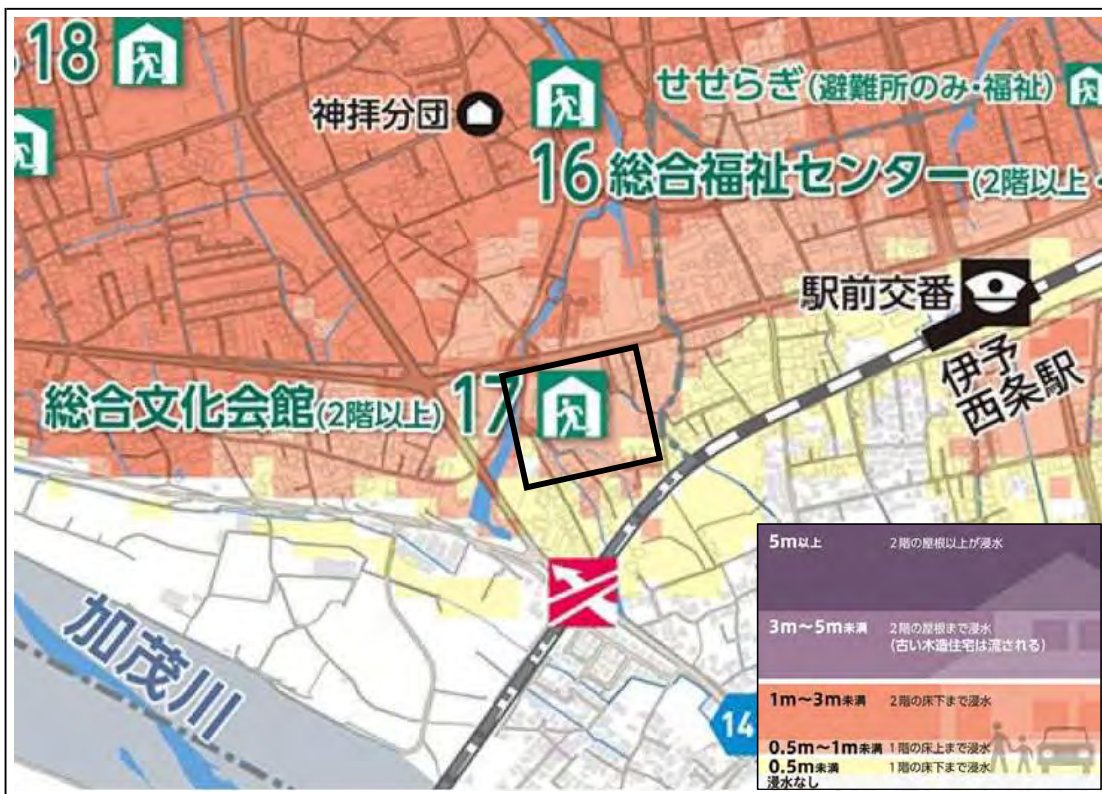 18
神拝分団
せせらぎ(避難所のみ・福祉)
16 総合福祉センター(2階以上・
駅前交番
伊予
西条駅
総合文化会館(2階以上) 17
加茂川
14
5m以上 2階の屋根以上が浸水
3m～5m未満 2階の屋根まで浸水
(古い木造住宅は流される)
1m～3m未満 2階の床下まで浸水
0.5m～1m未満 1階の床上まで浸水
0.5m未満 1階の床下まで浸水
浸水なし